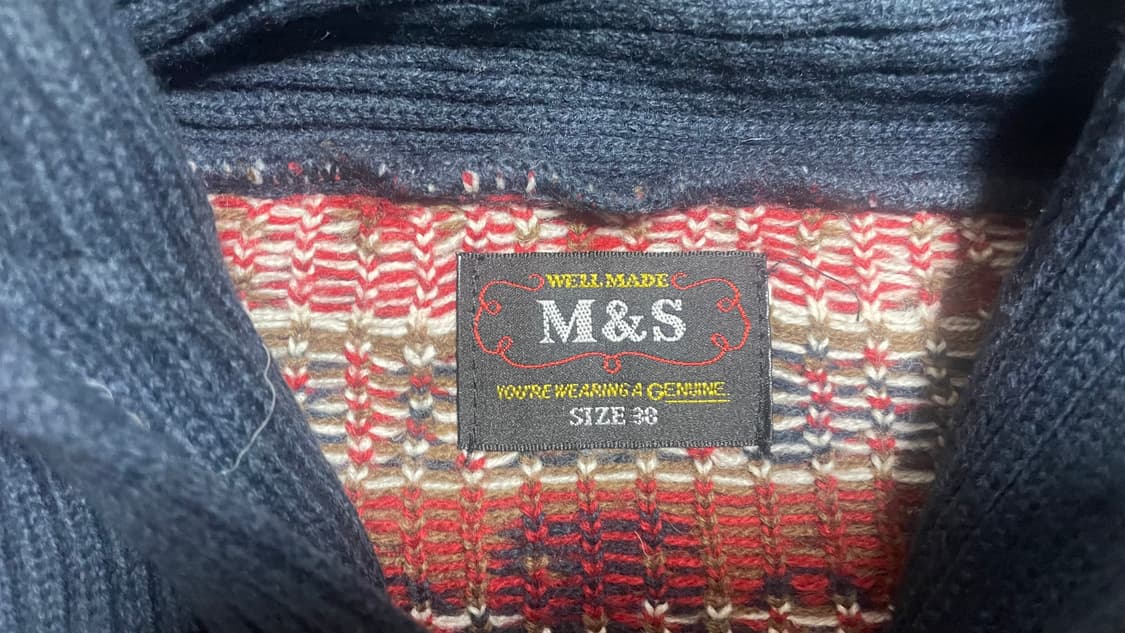 WELL MADE
M&S
YOU'RE WEARING A GENUINE.
SIZE 38